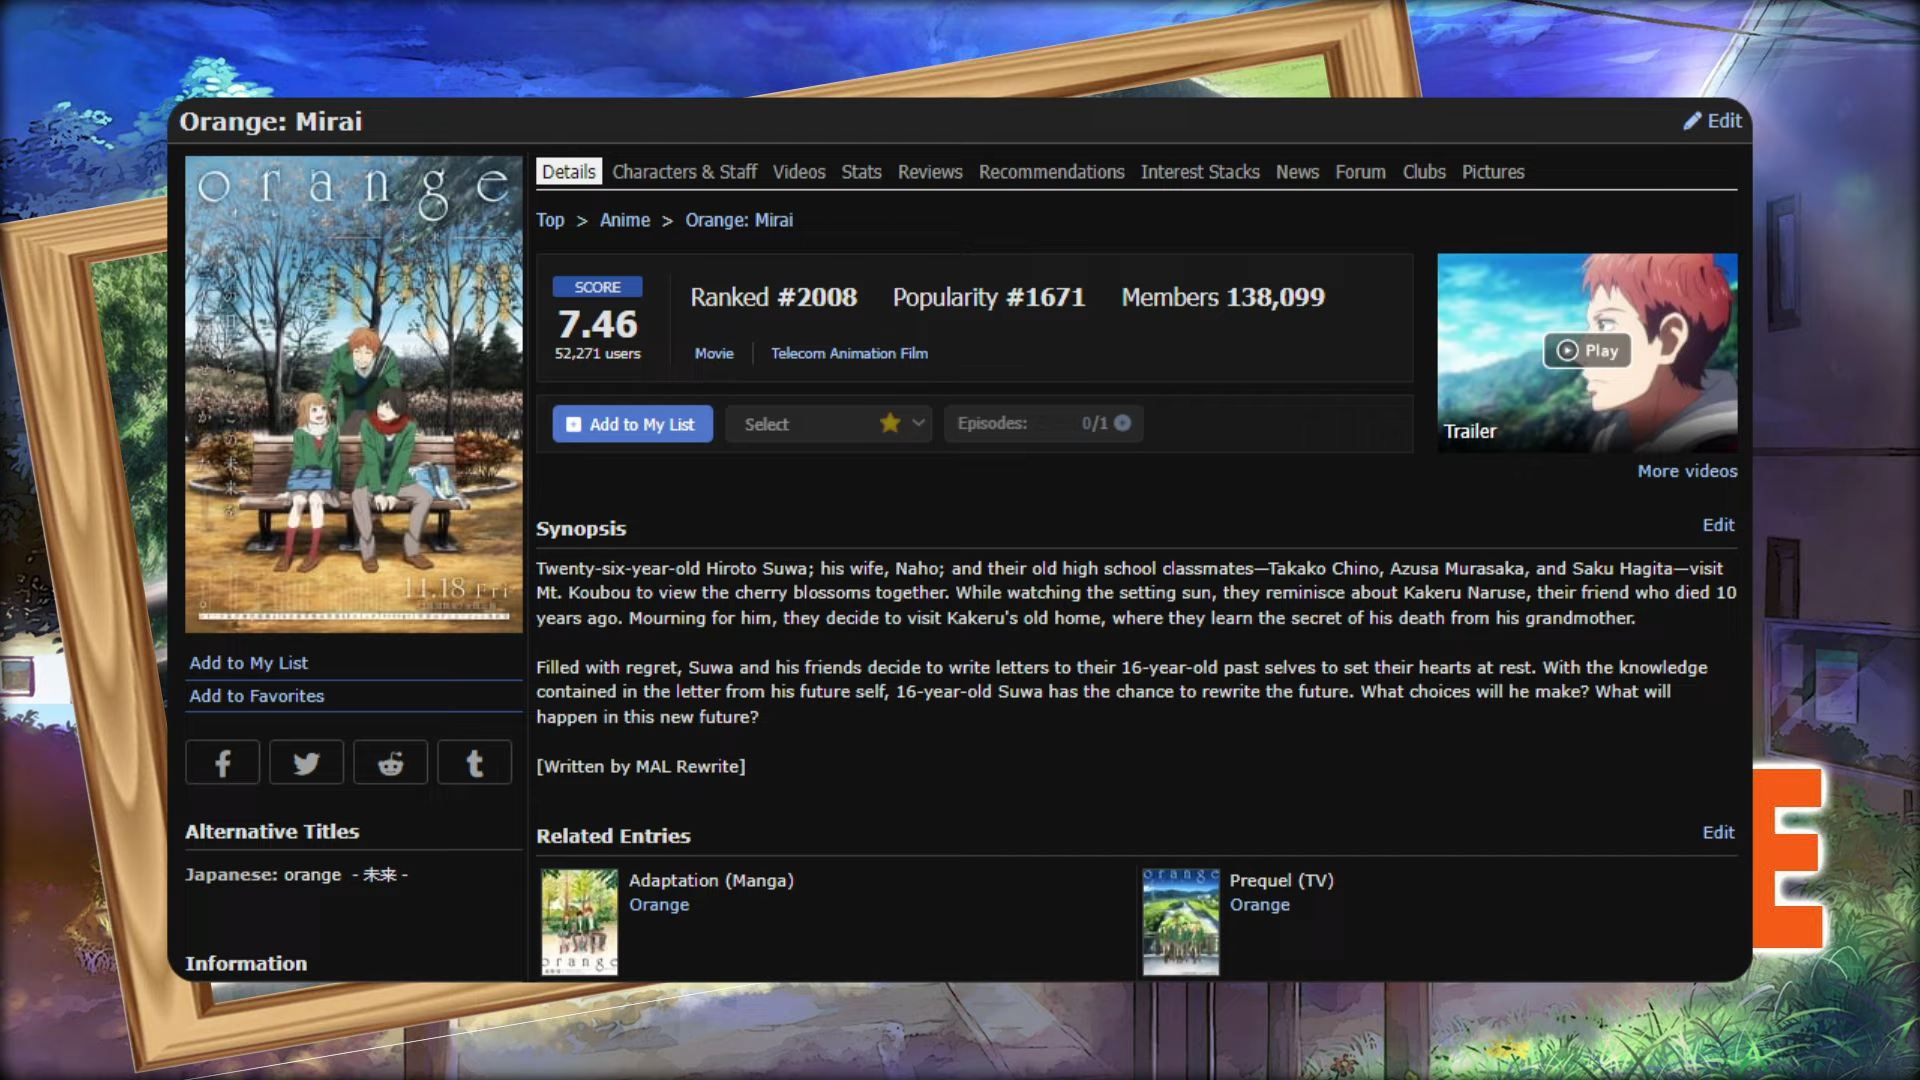 Orange: Mirai
Edit
orange
11.18 Fri
Details Characters & Staff Videos Stats Reviews Recommendations Interest Stacks News Forum Clubs Pictures
Top > Anime > Orange: Mirai
SCORE
7.46
52,271 users
Ranked #2008 Popularity #1671 Members 138,099
Movie Telecom Animation Film
Add to My List
Select
Episodes: 0/1
Play
Trailer
More videos
Synopsis
Edit
Twenty-six-year-old Hiroto Suwa; his wife, Naho; and their old high school classmates—Takako Chino, Azusa Murasaka, and Saku Hagita—visit
Mt. Koubou to view the cherry blossoms together. While watching the setting sun, they reminisce about Kakeru Naruse, their friend who died 10
years ago. Mourning for him, they decide to visit Kakeru's old home, where they learn the secret of his death from his grandmother.
Filled with regret, Suwa and his friends decide to write letters to their 16-year-old past selves to set their hearts at rest. With the knowledge
contained in the letter from his future self, 16-year-old Suwa has the chance to rewrite the future. What choices will he make? What will
happen in this new future?
[Written by MAL Rewrite]
Add to My List
Add to Favorites
Alternative Titles
Japanese: orange - 未来 -
Information
Related Entries
Edit
orange
Adaptation (Manga)
Orange
orange
Prequel (TV)
Orange
E